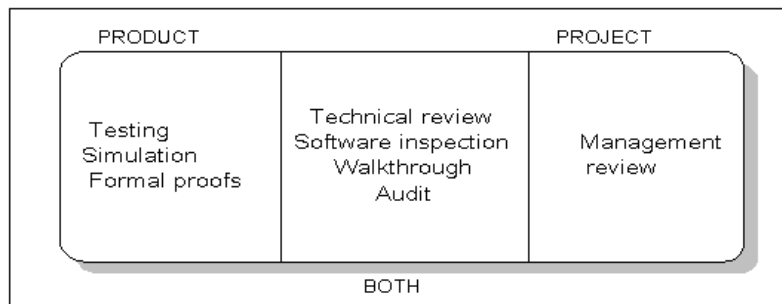 PRODUCT
PROJECT
Testing
Simulation
Formal proofs
Technical review
Software inspection
Walkthrough
Audit
Management
review
BOTH